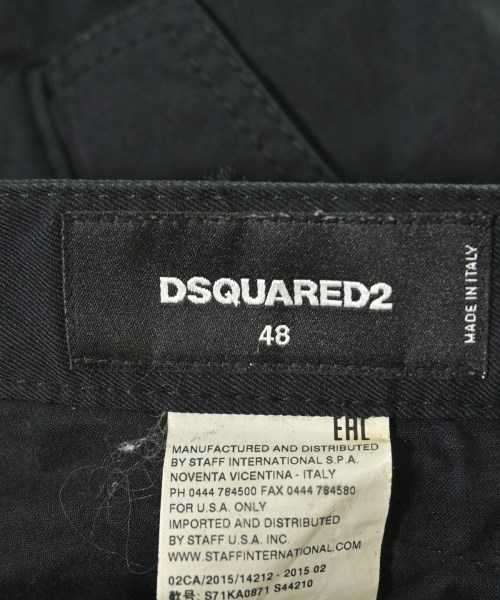 DSQUARED2
48
MADE IN ITALY
EAC
MANUFACTURED AND DISTRIBUTED
BY STAFF INTERNATIONAL S.P.A.
NOVENTA VICENTINA - ITALY
PH 0444 784500 FAX 0444 784580
FOR U.S.A. ONLY
IMPORTED AND DISTRIBUTED
BY STAFF U.S.A. INC.
WWW.STAFFINTERNATIONAL.COM
02CA/2015/14212 - 2015 02
款号: S71KA0871 S44210